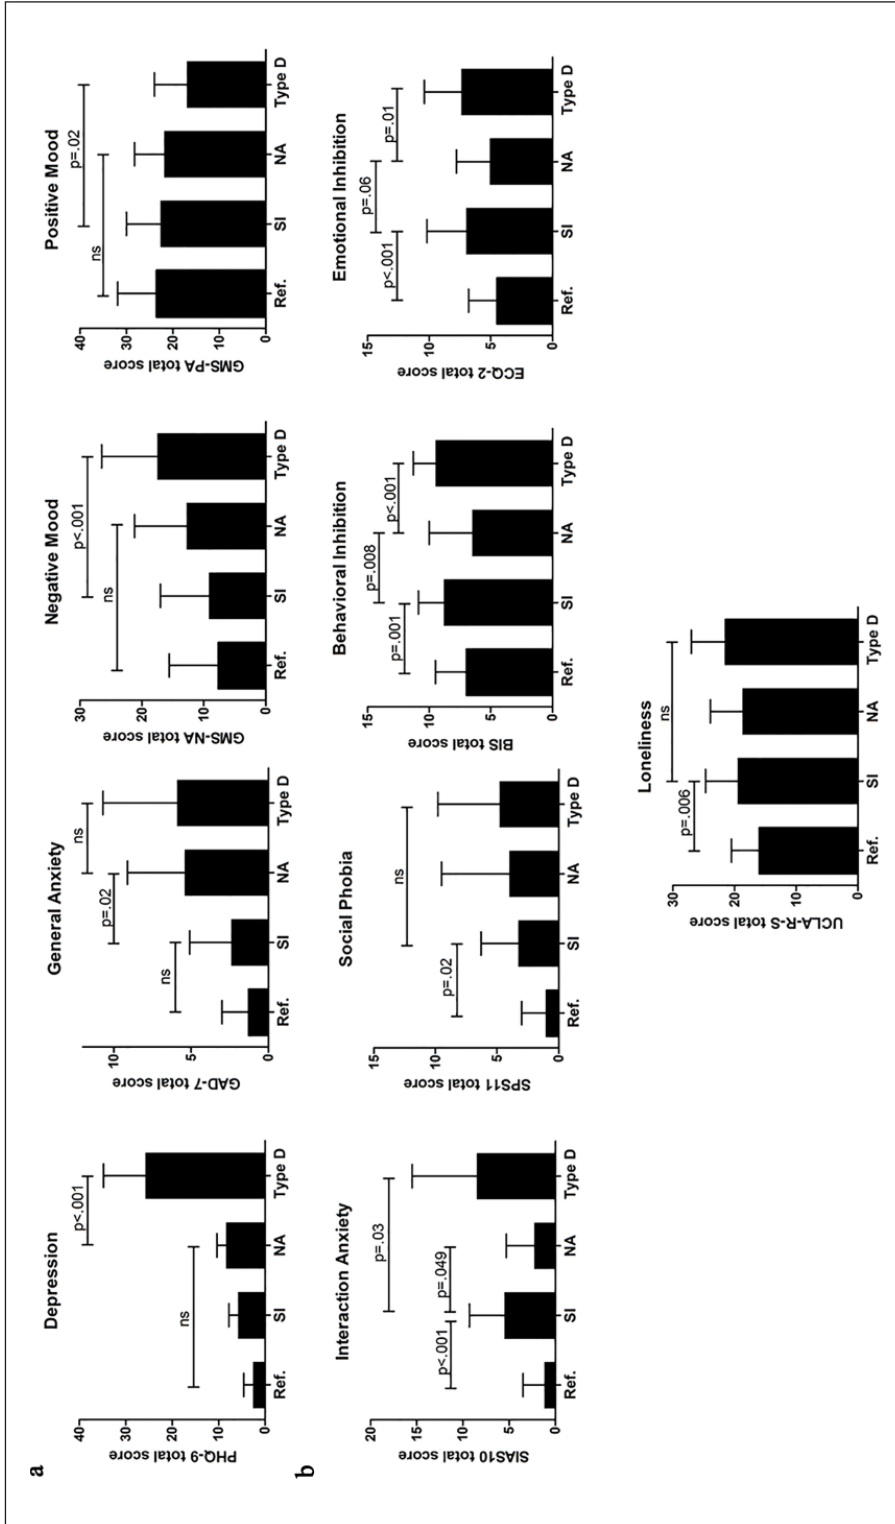 a
Depression
PHQ-9 total score
40
30
20
10
0
ns
p<.001
Ref.
SI
NA
Type D
General Anxiety
GAD-7 total score
10
5
0
ns
p=.02
ns
Ref.
SI
NA
Type D
Negative Mood
GMS-NA total score
30
20
10
0
ns
p<.001
Ref.
SI
NA
Type D
Positive Mood
GMS-PA total score
40
30
20
10
0
ns
p=.02
Ref.
SI
NA
Type D
b
Interaction Anxiety
SIAS10 total score
20
15
10
5
0
p<.001
p=.049
p=.03
Ref.
SI
NA
Type D
Social Phobia
SPS11 total score
15
10
5
0
p=.02
ns
Ref.
SI
NA
Type D
Behavioral Inhibition
BIS total score
15
10
5
0
p=.001
p=.008
p<.001
Ref.
SI
NA
Type D
Emotional Inhibition
ECQ-2 total score
15
10
5
0
p<.001
p=.06
p=.01
Ref.
SI
NA
Type D
Loneliness
UCLA-R-S total score
30
20
10
0
p=.006
ns
Ref.
SI
NA
Type D